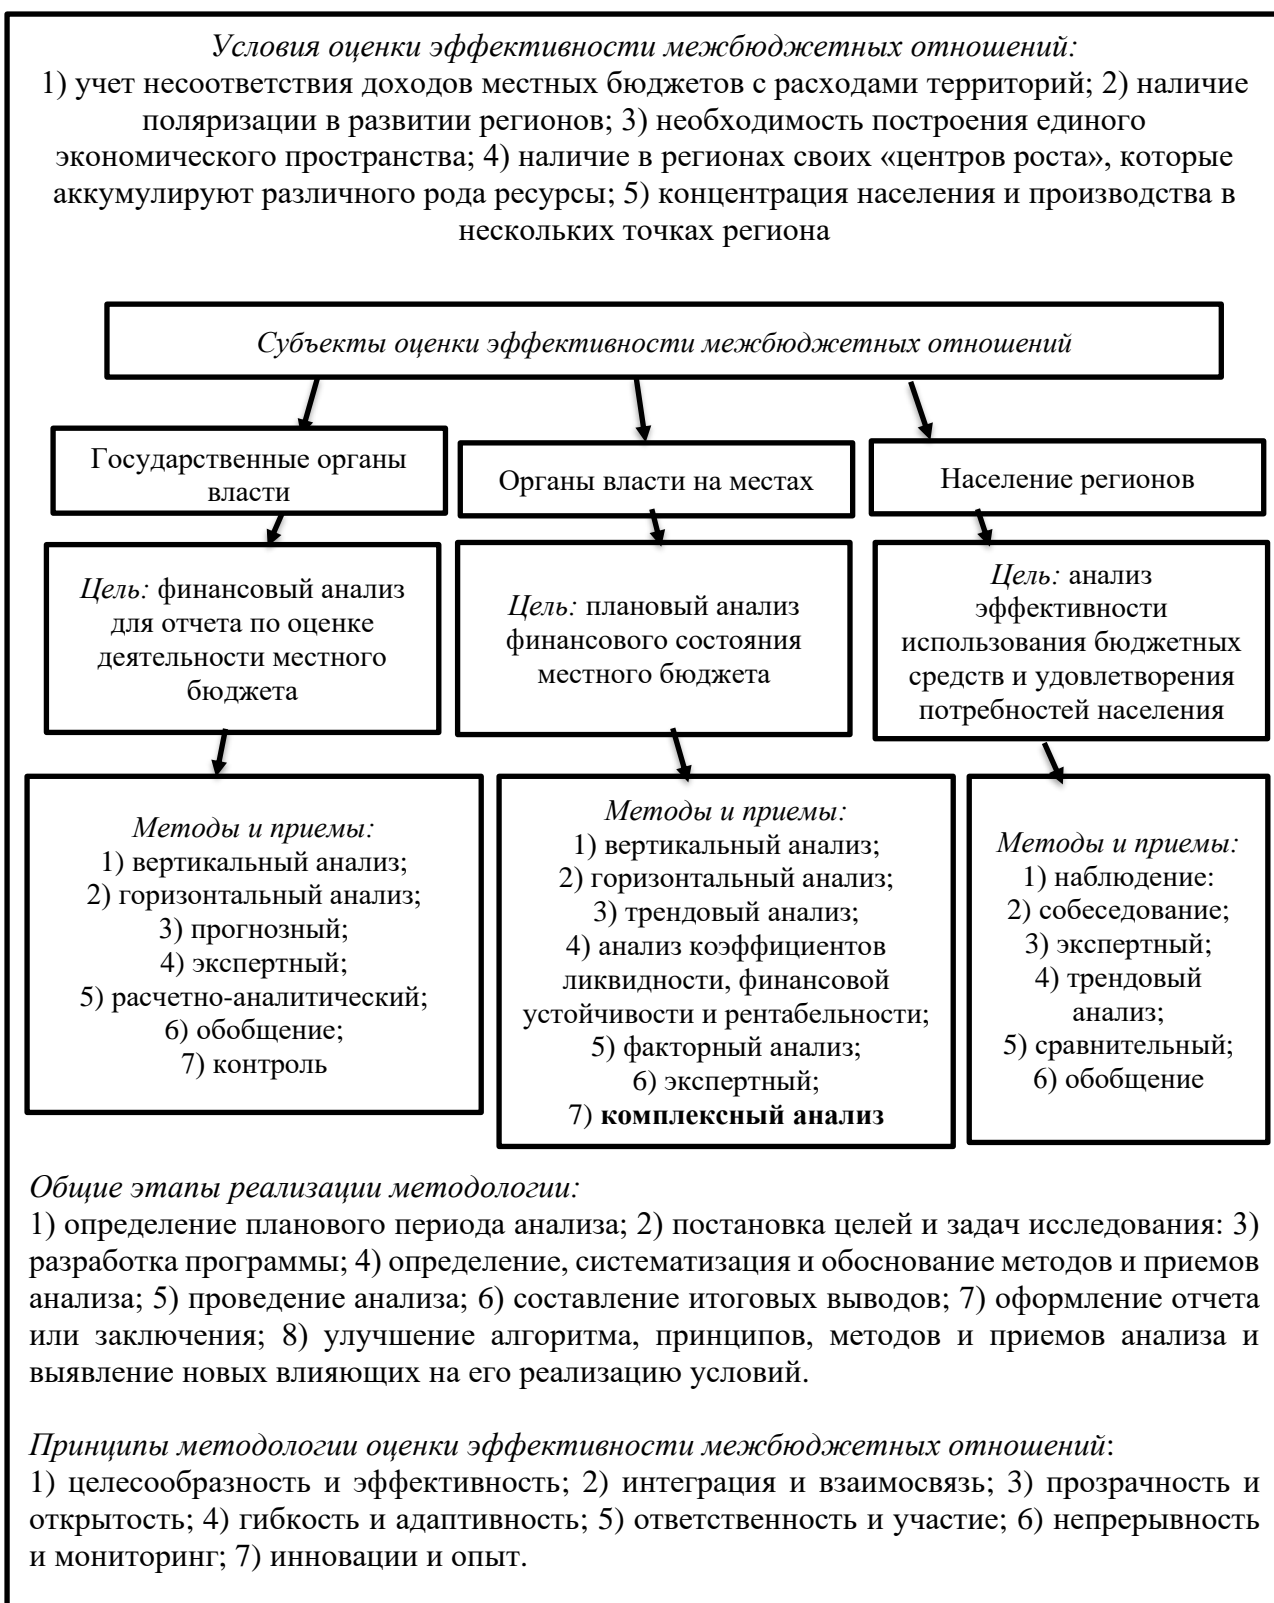 Условия оценки эффективности межбюджетных отношений:
1) учет несоответствия доходов местных бюджетов с расходами территорий; 2) наличие
поляризации в развитии регионов; 3) необходимость построения единого
экономического пространства; 4) наличие в регионах своих «центров роста», которые
аккумулируют различного рода ресурсы; 5) концентрация населения и производства в
нескольких точках региона
Субъекты оценки эффективности межбюджетных отношений
Государственные органы
власти
Органы власти на местах
Население регионов
Цель: финансовый анализ
для отчета по оценке
деятельности местного
бюджета
Цель: плановый анализ
финансового состояния
местного бюджета
Цель: анализ
эффективности
использования бюджетных
средств и удовлетворения
потребностей населения
Методы и приемы:
1) вертикальный анализ;
2) горизонтальный анализ;
3) прогнозный;
4) экспертный;
5) расчетно-аналитический;
6) обобщение;
7) контроль
Методы и приемы:
1) вертикальный анализ;
2) горизонтальный анализ;
3) трендовый анализ;
4) анализ коэффициентов
ликвидности, финансовой
устойчивости и рентабельности;
5) факторный анализ;
6) экспертный;
7) комплексный анализ
Методы и приемы:
1) наблюдение:
2) собеседование;
3) экспертный;
4) трендовый
анализ;
5) сравнительный;
6) обобщение
Общие этапы реализации методологии:
1) определение планового периода анализа; 2) постановка целей и задач исследования: 3)
разработка программы; 4) определение, систематизация и обоснование методов и приемов
анализа; 5) проведение анализа; 6) составление итоговых выводов; 7) оформление отчета
или заключения; 8) улучшение алгоритма, принципов, методов и приемов анализа и
выявление новых влияющих на его реализацию условий.
Принципы методологии оценки эффективности межбюджетных отношений:
1) целесообразность и эффективность; 2) интеграция и взаимосвязь; 3) прозрачность и
открытость; 4) гибкость и адаптивность; 5) ответственность и участие; 6) непрерывность
и мониторинг; 7) инновации и опыт.